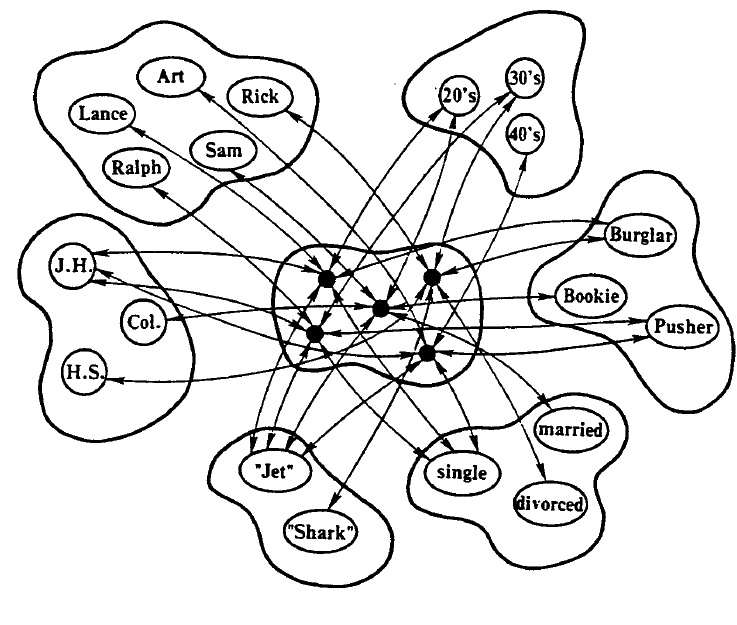 Art
Rick
Lance
Sam
Ralph
20's
30's
40's
J.H.
Col.
H.S.
Burglar
Bookie
Pusher
"Jet"
"Shark"
married
single
divorced